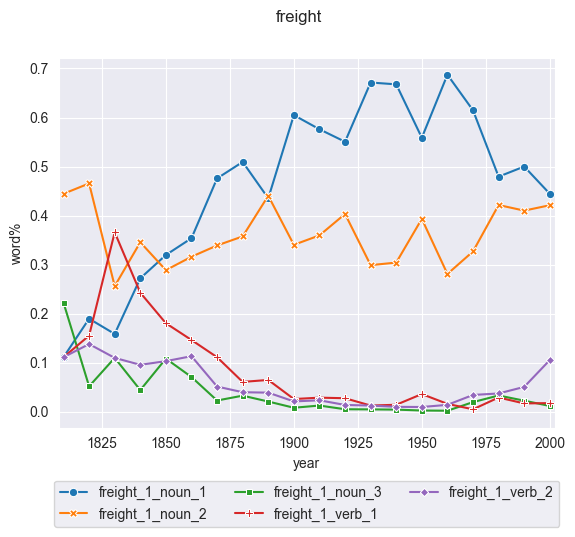 freight
0.7
0.6
0.5
0.4
0.3
0.2
0.1
0.0
word%
1825 1850 1875 1900 1925 1950 1975 2000
year
freight_1_noun_1 freight_1_noun_3 freight_1_verb_2
freight_1_noun_2 freight_1_verb_1